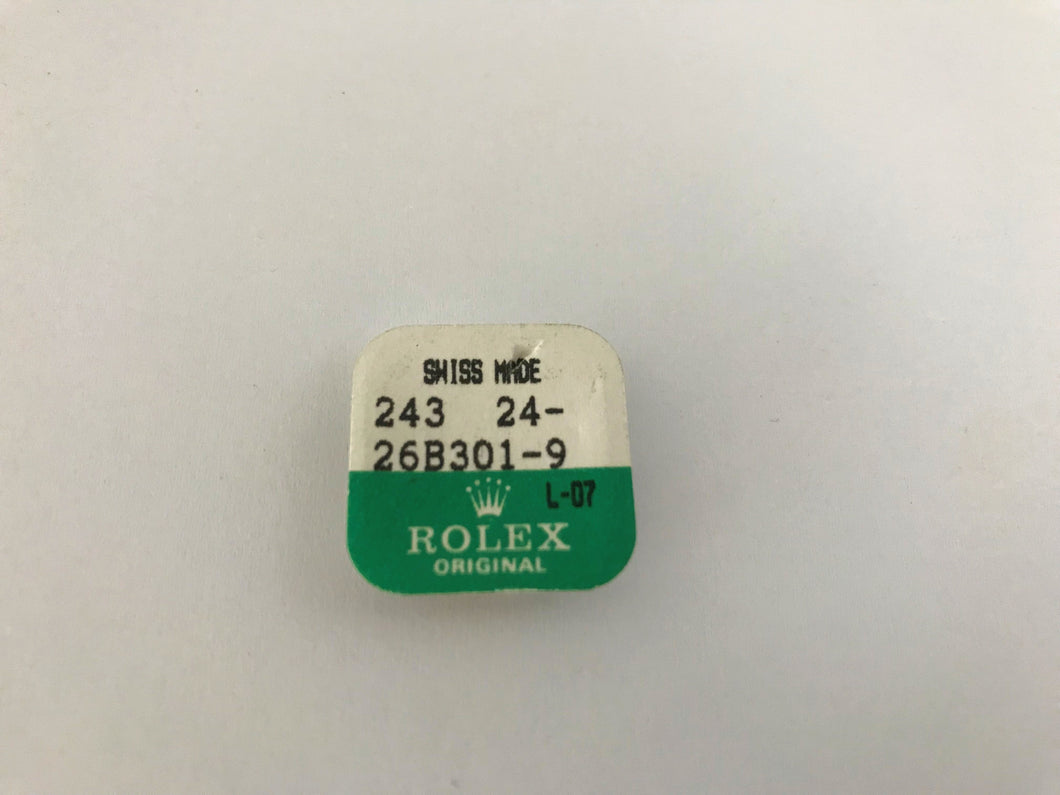 SWISS MADE
243 24-
26B301-9
L-07
ROLEX
ORIGINAL